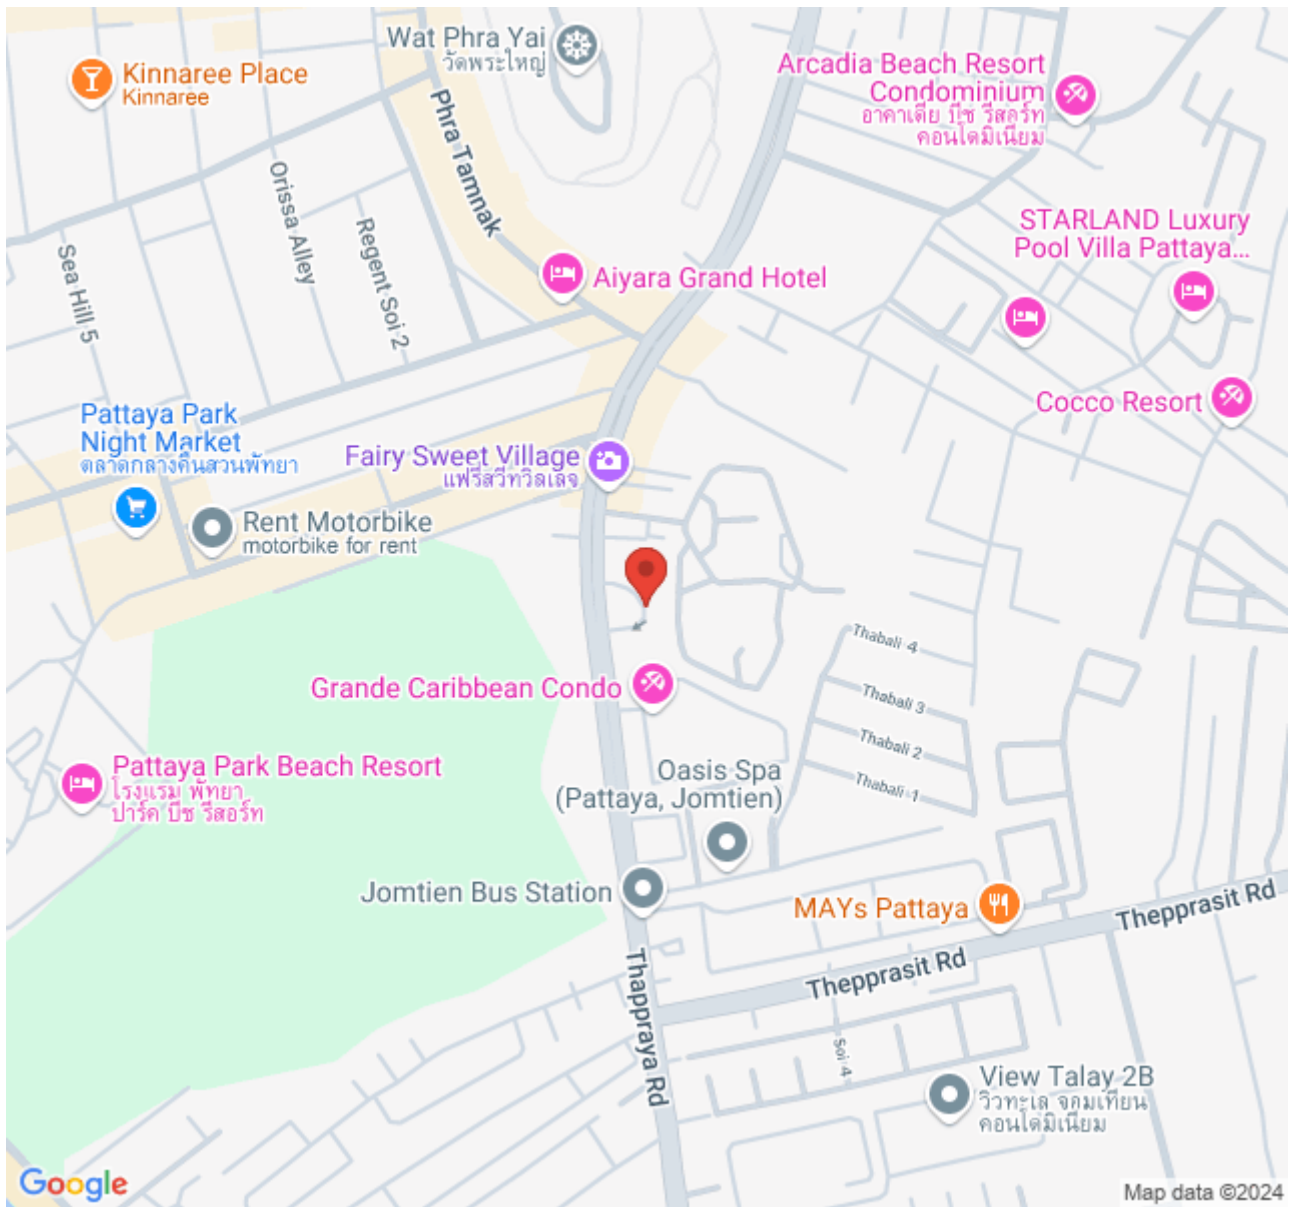 Wat Phra Yai
วัดพระใหญ่
Kinnaree Place
Kinnaree
Arcadia Beach Resort
Condominium
อาคาเดีย บีช รีสอร์ท
คอนโดมิเนียม
Phra Tamnak
Orissa Alley
Regent Soi 2
Sea Hill 5
STARLAND Luxury
Pool Villa Pattaya...
Aiyara Grand Hotel
Cocco Resort
Pattaya Park
Night Market
ตลาดกลางคืนสวนพัทยา
Fairy Sweet Village
แฟรี่สวีทวิลเลจ
Rent Motorbike
motorbike for rent
Thabali 4
Grande Caribbean Condo
Thabali 3
Thabali 2
Thabali 1
Pattaya Park Beach Resort
โรงแรม พัทยา
ปาร์ค บีช รีสอร์ท
Oasis Spa
(Pattaya, Jomtien)
Jomtien Bus Station
MAYs Pattaya
Thepprasit Rd
Thepprasit Rd
Thappraya Rd
Soi 4
View Talay 2B
วิวทะเล จอมเทียน
คอนโดมิเนียม
Google
Map data ©2024